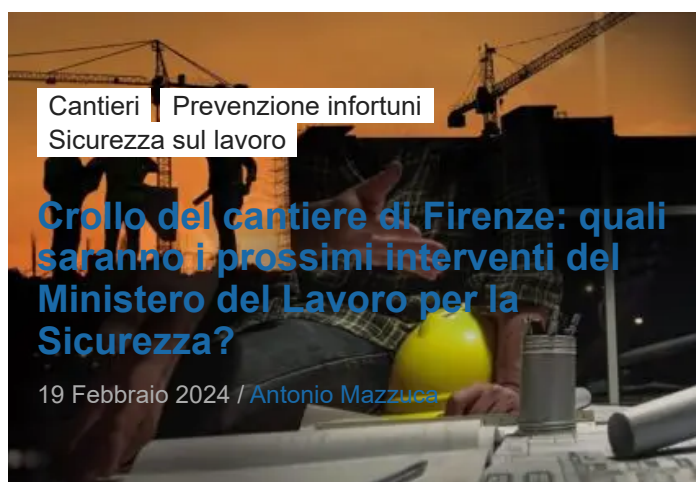 Cantieri Prevenzione infortuni
Sicurezza sul lavoro
Crollo del cantiere di Firenze: quali
saranno i prossimi interventi del
Ministero del Lavoro per la
Sicurezza?
19 Febbraio 2024 / Antonio Mazzuca